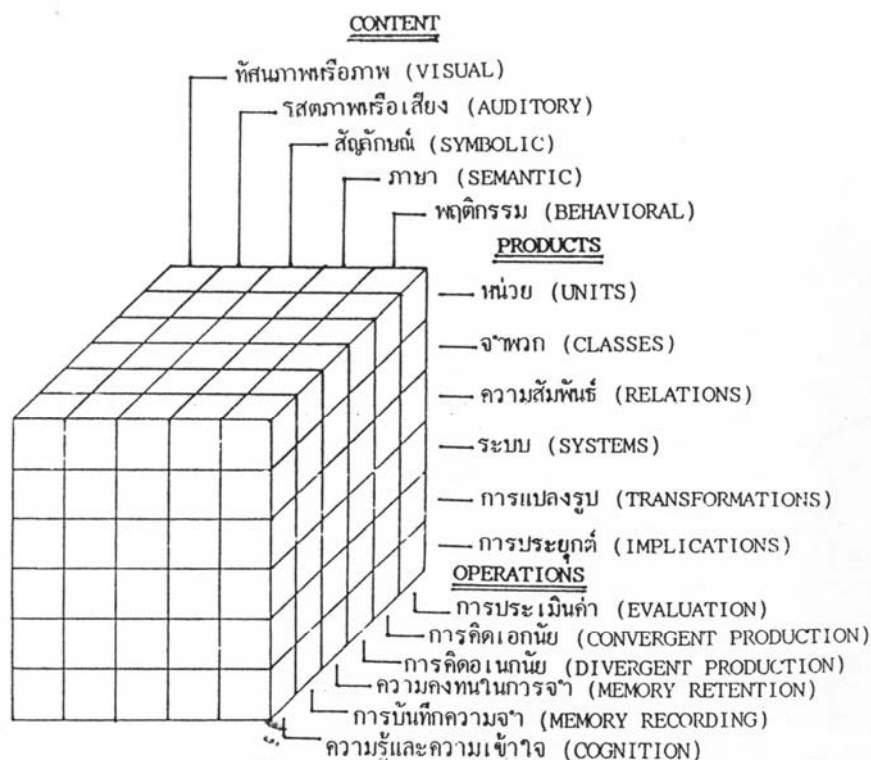 CONTENT
ทัศนภาพหรือภาพ (VISUAL)
รสตภาพหรือเสียง (AUDITORY)
สัญลักษณ์ (SYMBOLIC)
ภาษา (SEMANTIC)
พฤติกรรม (BEHAVIORAL)
PRODUCTS
หน่วย (UNITS)
จำพวก (CLASSES)
ความสัมพันธ์ (RELATIONS)
ระบบ (SYSTEMS)
การแปลงรูป (TRANSFORMATIONS)
การประยุกต์ (IMPLICATIONS)
OPERATIONS
การประเมินค่า (EVALUATION)
การคิดเอกนัย (CONVERGENT PRODUCTION)
การคิดอเนกนัย (DIVERGENT PRODUCTION)
ความคงทนในการจำ (MEMORY RETENTION)
การบันทึกความจำ (MEMORY RECORDING)
ความรู้และความเข้าใจ (COGNITION)